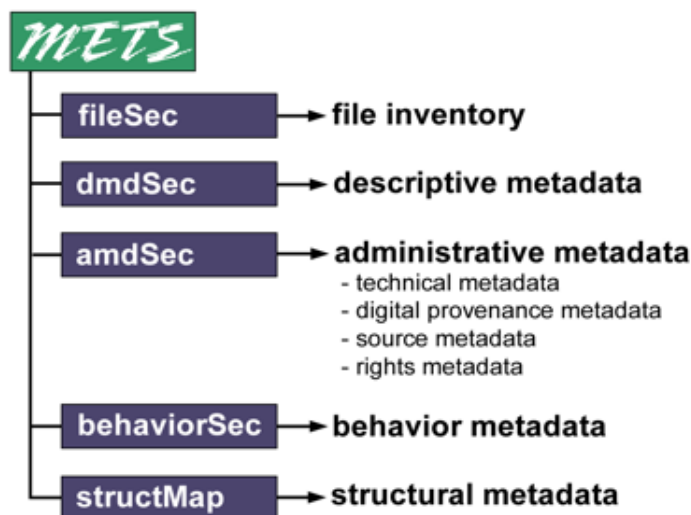 METS
fileSec file inventory
dmdSec descriptive metadata
amdSec administrative metadata
- technical metadata
- digital provenance metadata
- source metadata
- rights metadata
behaviorSec behavior metadata
structMap structural metadata